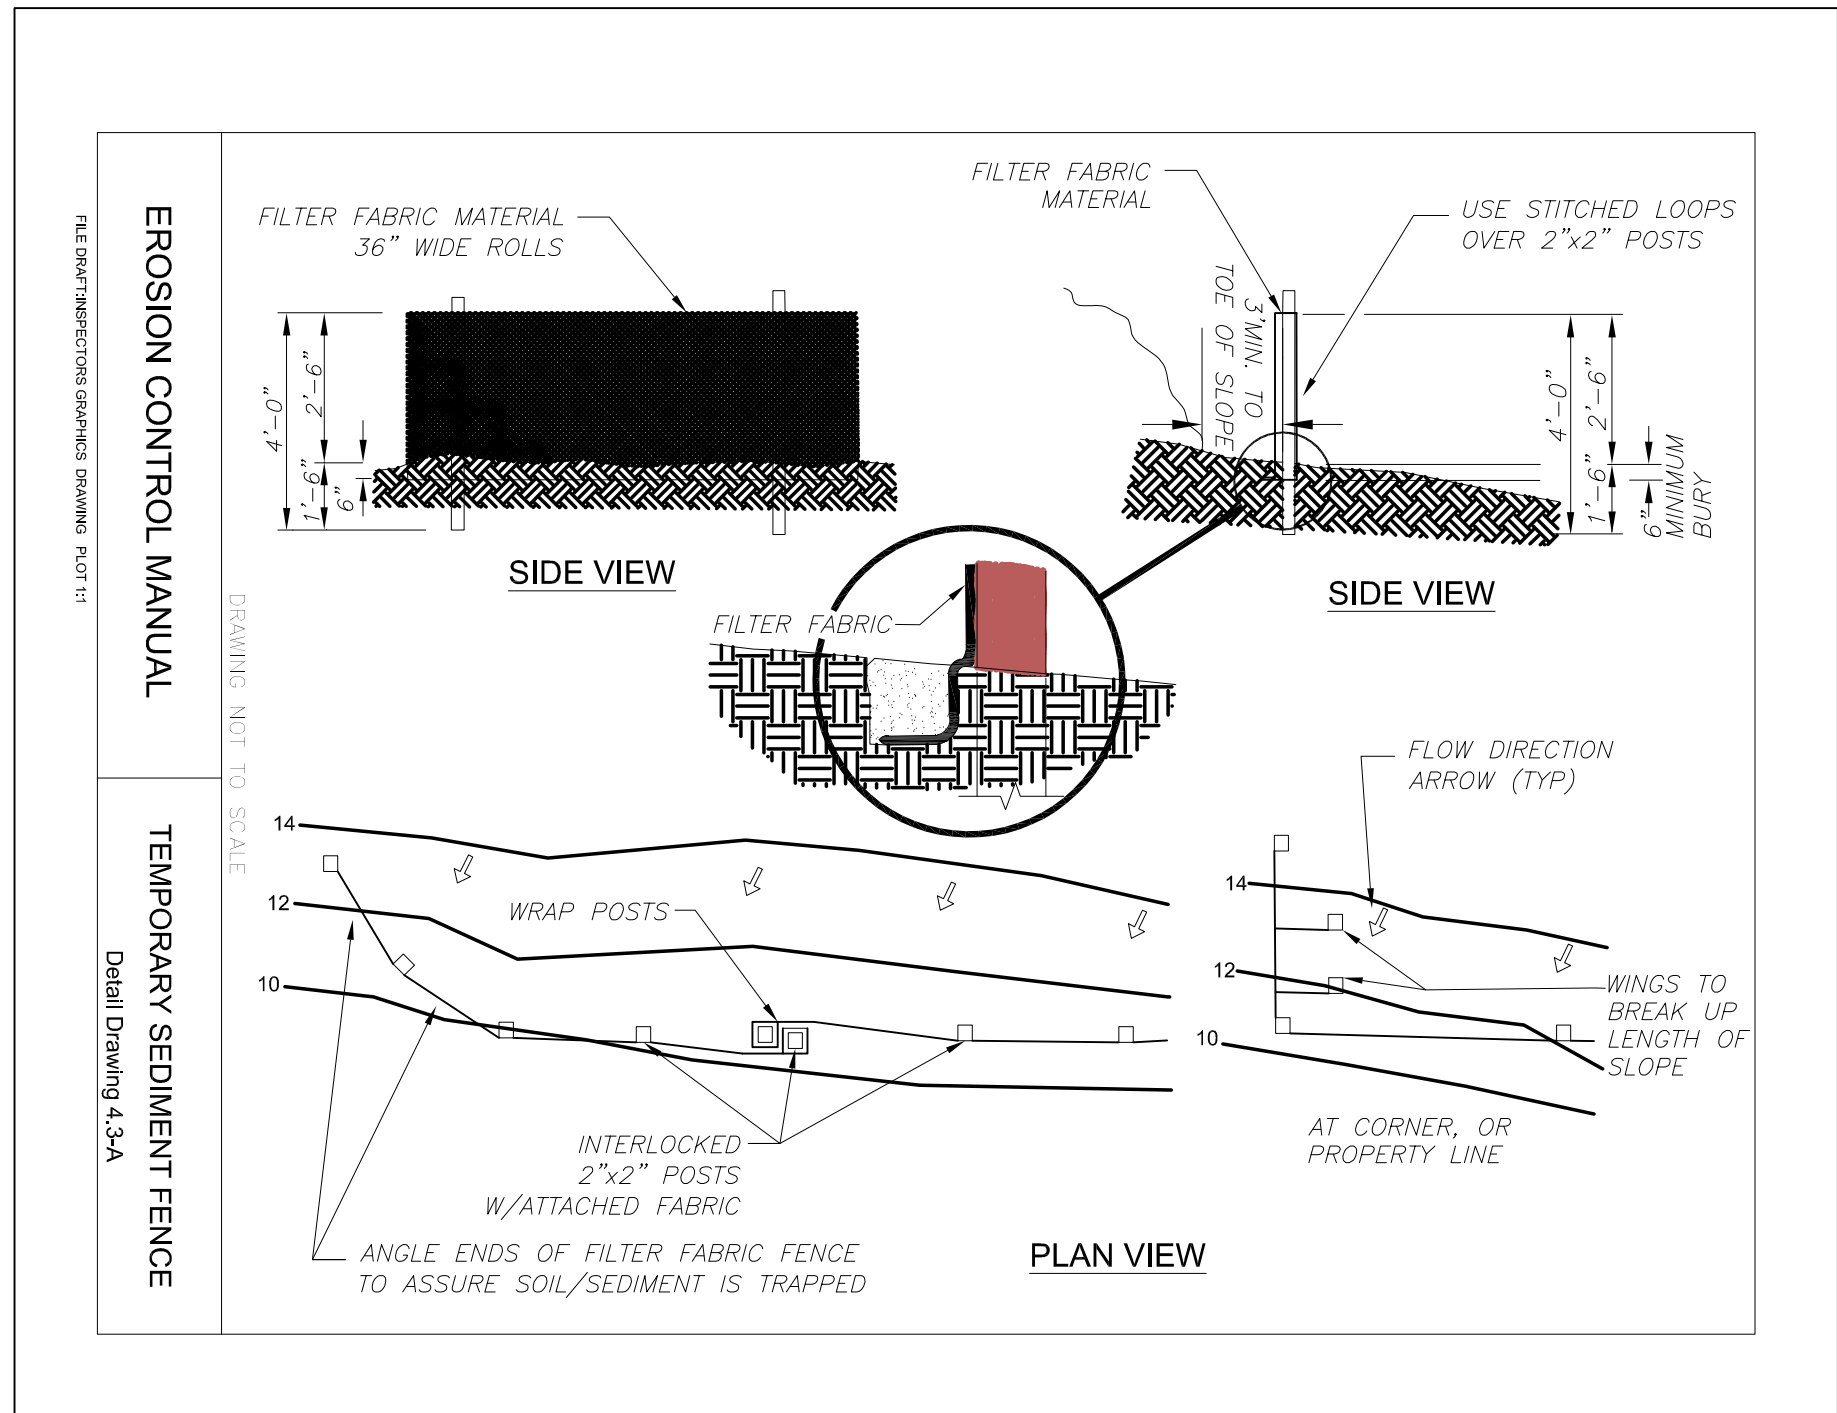 FILE DRAFT:INSPECTORS GRAPHICS DRAWING PLOT 1:1
EROSION CONTROL MANUAL
TEMPORARY SEDIMENT FENCE
Detail Drawing 4.3-A
DRAWING NOT TO SCALE
FILTER FABRIC MATERIAL
36” WIDE ROLLS
4'-0”
2'-6”
1'-6”
6”
SIDE VIEW
FILTER FABRIC
MATERIAL
USE STITCHED LOOPS
OVER 2”x2” POSTS
3'MIN. TO
TOE OF SLOPE
4'-0”
2'-6”
1'-6”
6”
MINIMUM
BURY
SIDE VIEW
FILTER FABRIC
FLOW DIRECTION
ARROW (TYP)
14
12
10
WRAP POSTS
INTERLOCKED
2”x2” POSTS
W/ATTACHED FABRIC
ANGLE ENDS OF FILTER FABRIC FENCE
TO ASSURE SOIL/SEDIMENT IS TRAPPED
14
12
10
WINGS TO
BREAK UP
LENGTH OF
SLOPE
AT CORNER, OR
PROPERTY LINE
PLAN VIEW